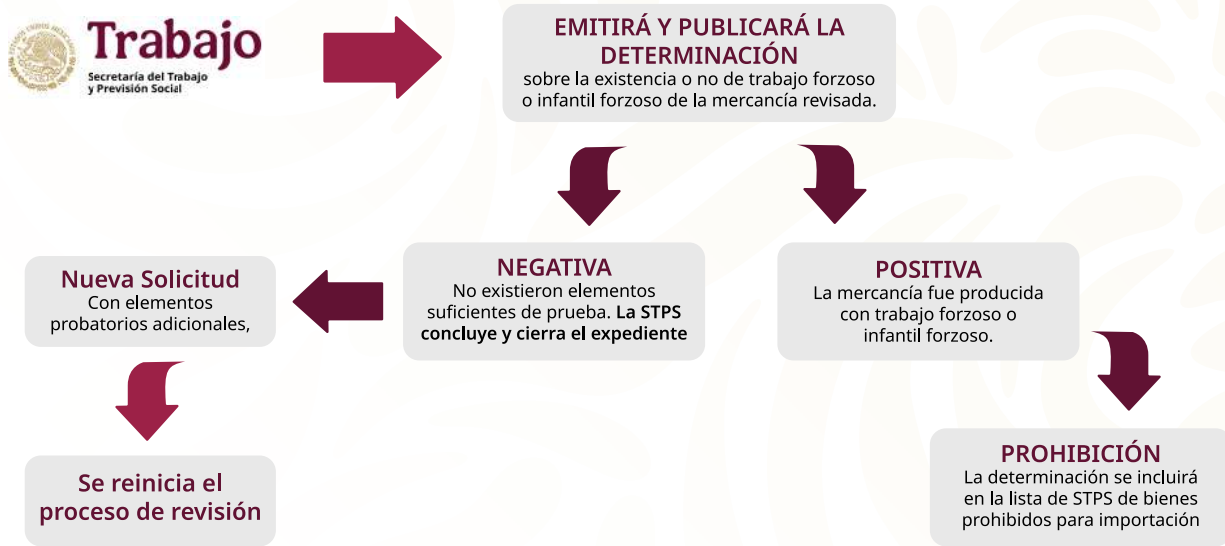 Trabajo
Secretaría del Trabajo
y Previsión Social
EMITIRÁ Y PUBLICARÁ LA
DETERMINACIÓN
sobre la existencia o no de trabajo forzoso
o infantil forzoso de la mercancía revisada.
Nueva Solicitud
Con elementos
probatorios adicionales,
NEGATIVA
No existieron elementos
suficientes de prueba. La STPS
concluye y cierra el expediente
POSITIVA
La mercancía fue producida
con trabajo forzoso o
infantil forzoso.
Se reinicia el
proceso de revisión
PROHIBICIÓN
La determinación se incluirá
en la lista de STPS de bienes
prohibidos para importación